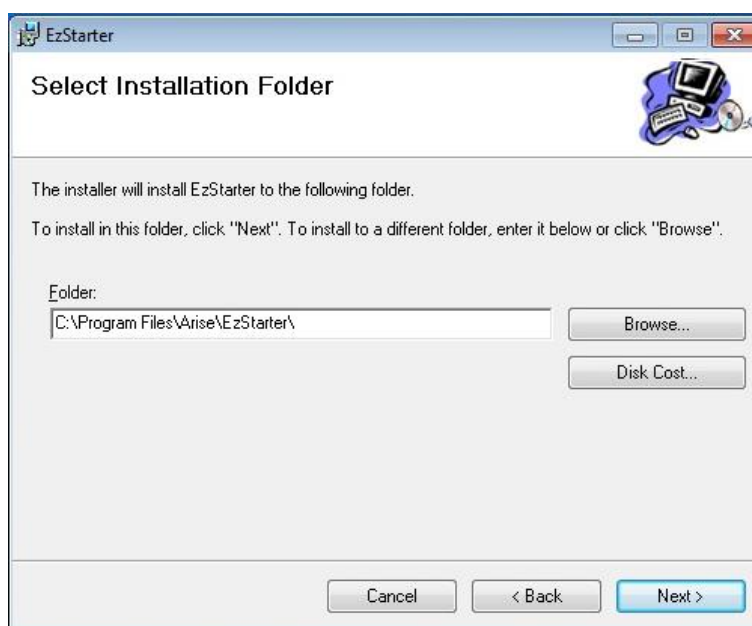 EzStarter
Select Installation Folder
The installer will install EzStarter to the following folder.
To install in this folder, click "Next". To install to a different folder, enter it below or click "Browse".
Folder:
C:\Program Files\Arise\EzStarter\
Browse...
Disk Cost...
Cancel
< Back
Next >